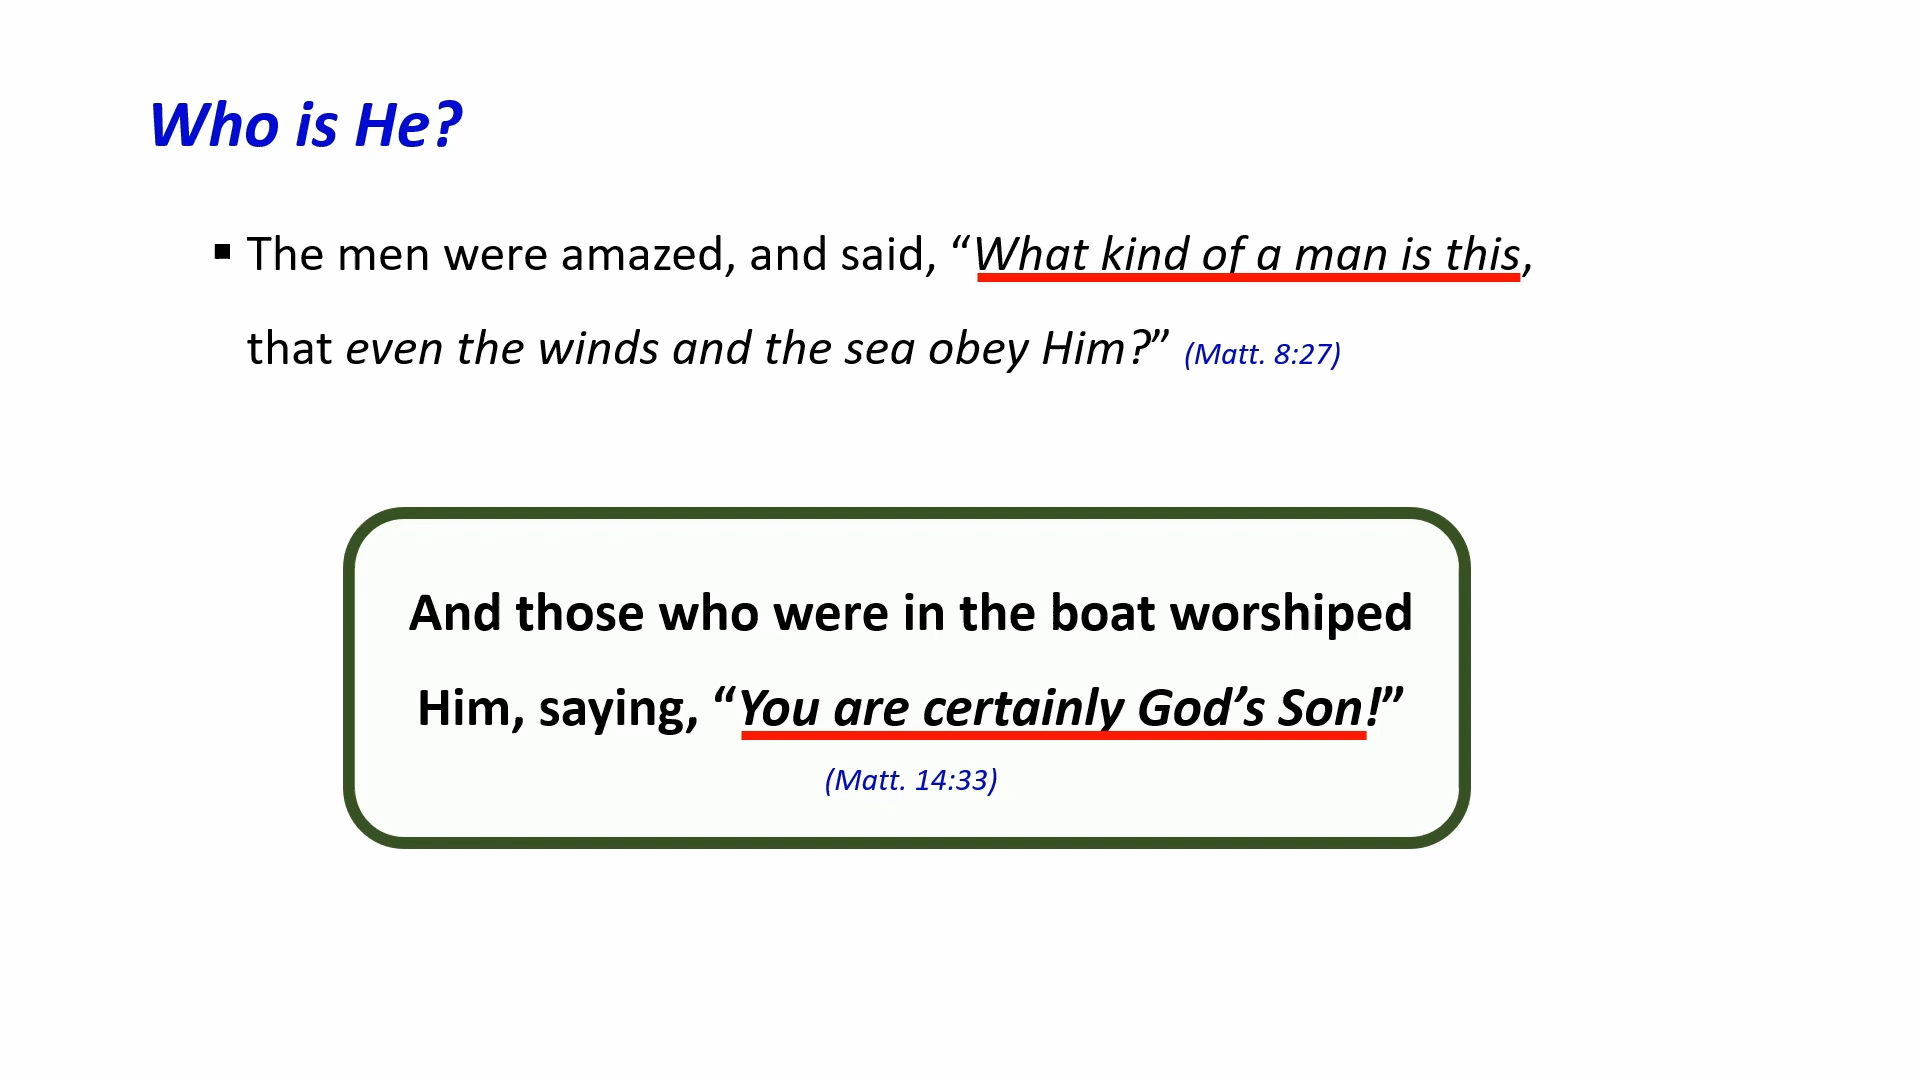 Who is He?
▪ The men were amazed, and said, “What kind of a man is this,
that even the winds and the sea obey Him?” (Matt. 8:27)
And those who were in the boat worshiped
Him, saying, “You are certainly God’s Son!”
(Matt. 14:33)